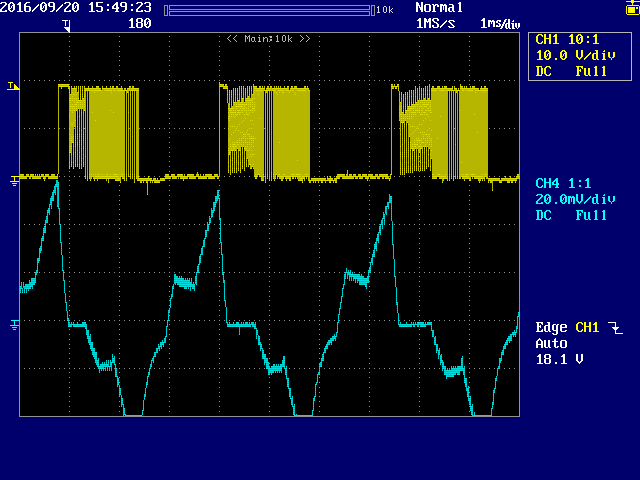 2016/09/20 15:49:23 10k Normal
T 180 1MS/s 1ms/div
<< Main:10k >>
CH1 10:1
10.0 V/div
DC Full
T
CH4 1:1
20.0mV/div
DC Full
Edge CH1
Auto
18.1 V